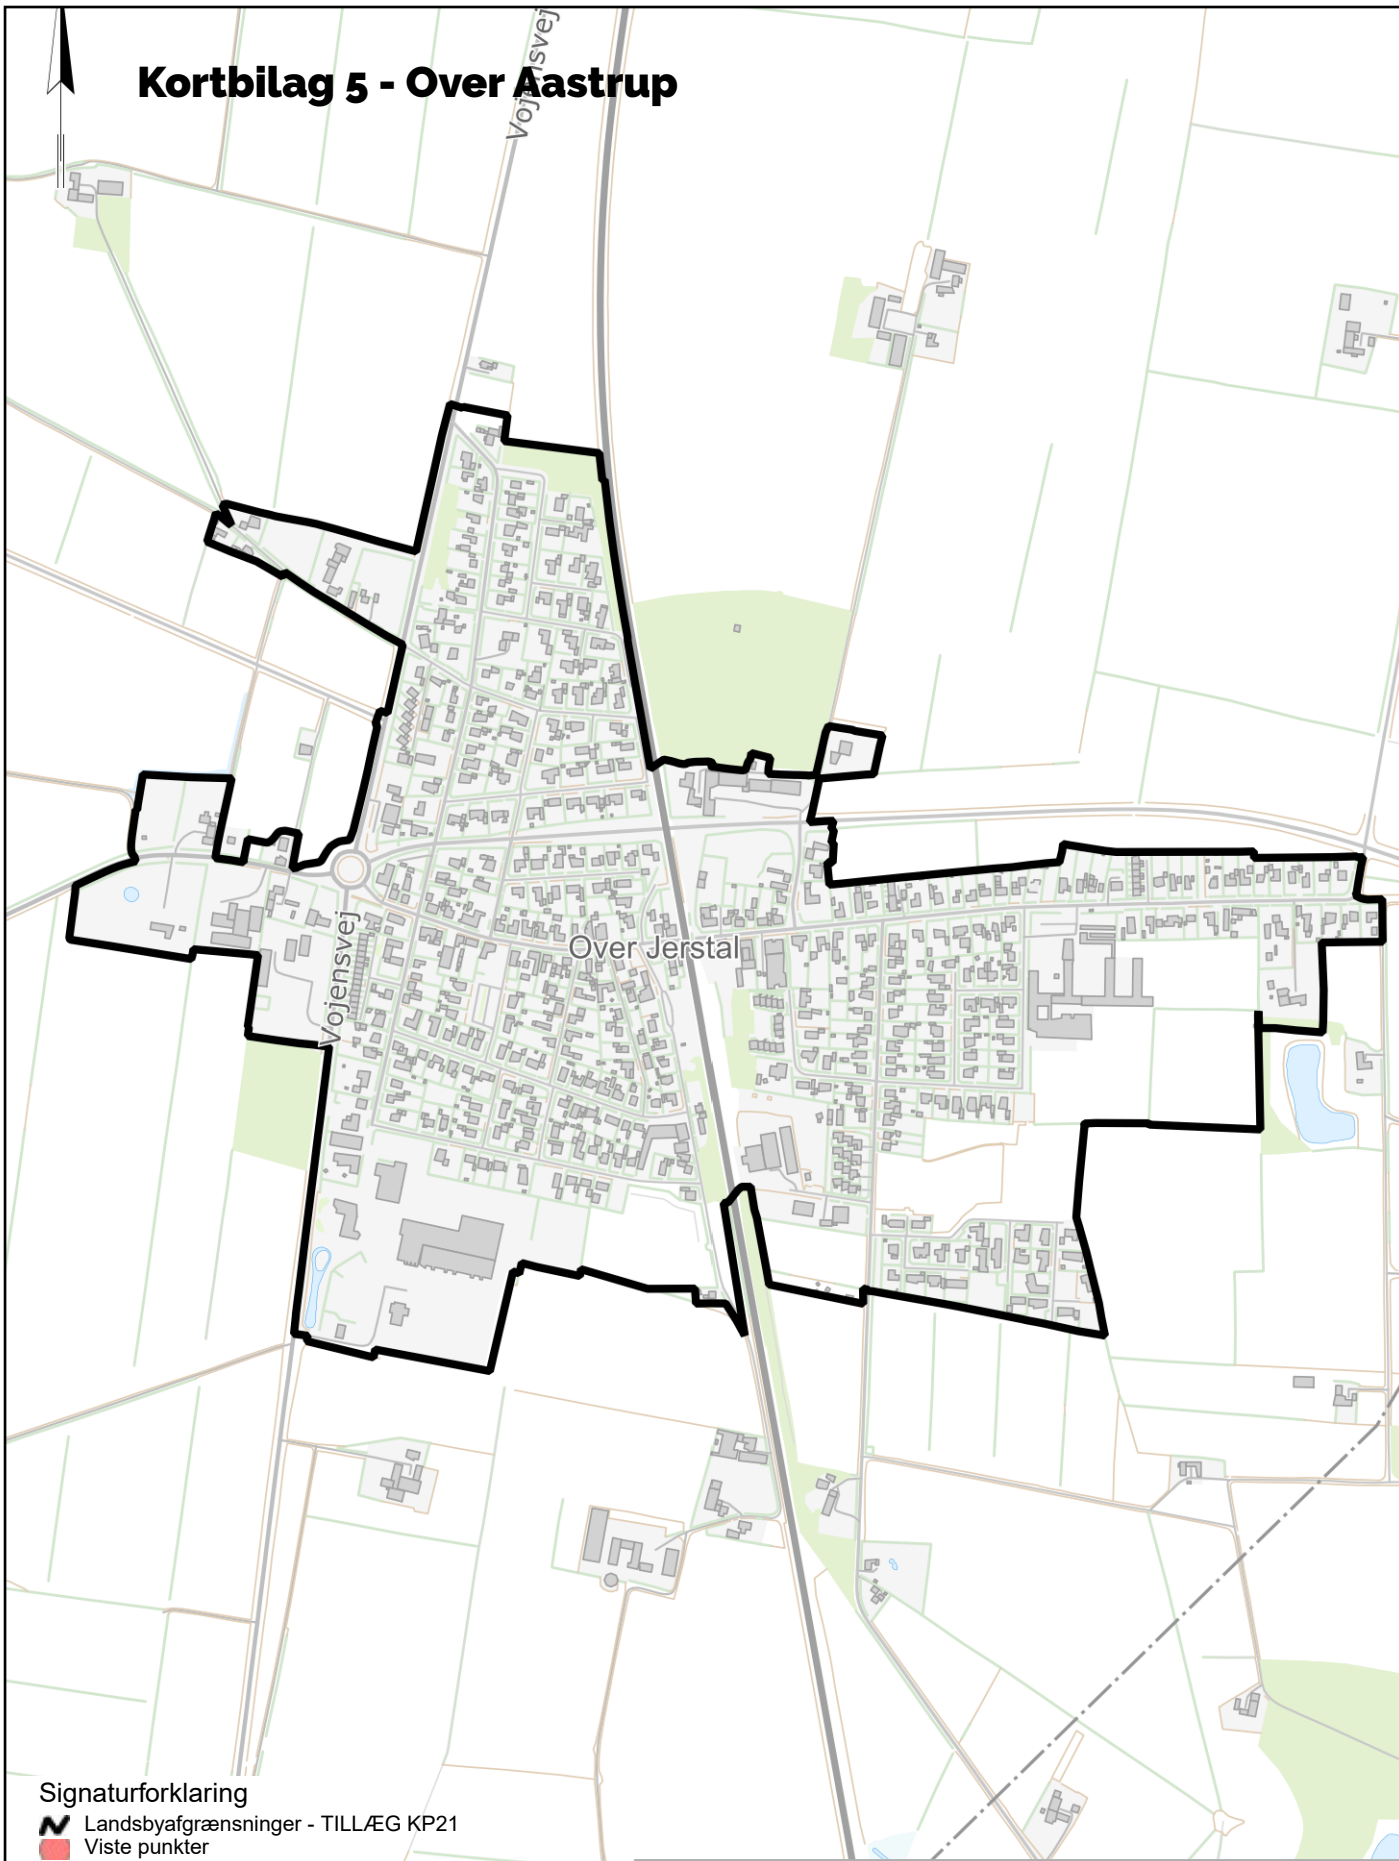 Vojensvej
Kortbilag 5 - Over Aastrup
Over Jerstal
Vojensvej
Signaturforklaring
Landsbyafgrænsninger - TILLÆG KP21
Viste punkter